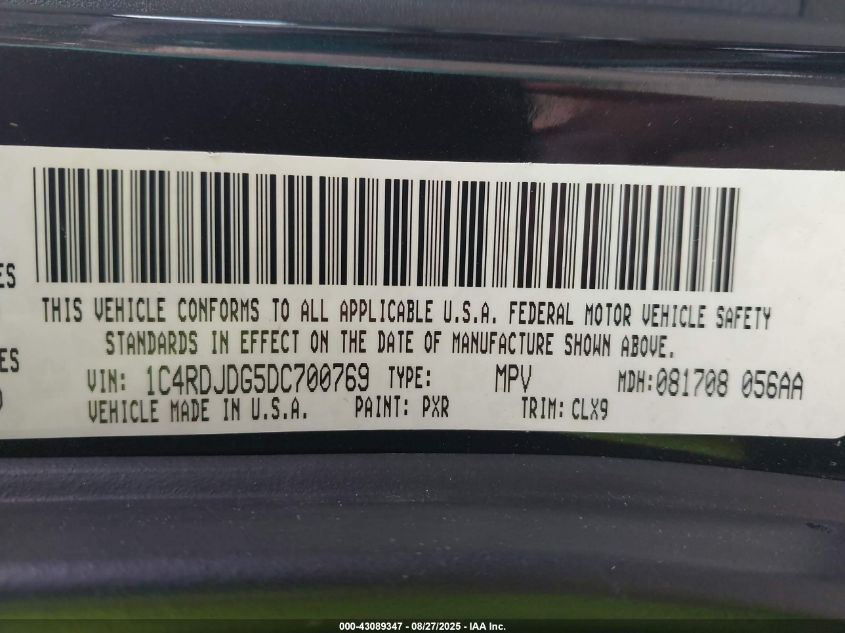 ES
THIS VEHICLE CONFORMS TO ALL APPLICABLE U.S.A. FEDERAL MOTOR VEHICLE SAFETY
STANDARDS IN EFFECT ON THE DATE OF MANUFACTURE SHOWN ABOVE.
ES
VIN: 1C4RDJDG5DC700769 TYPE: MPV MDH:081708 056AA
VEHICLE MADE IN U.S.A. PAINT: PXR TRIM: CLX9
000-43089347 - 08/27/2025 - IAA Inc.